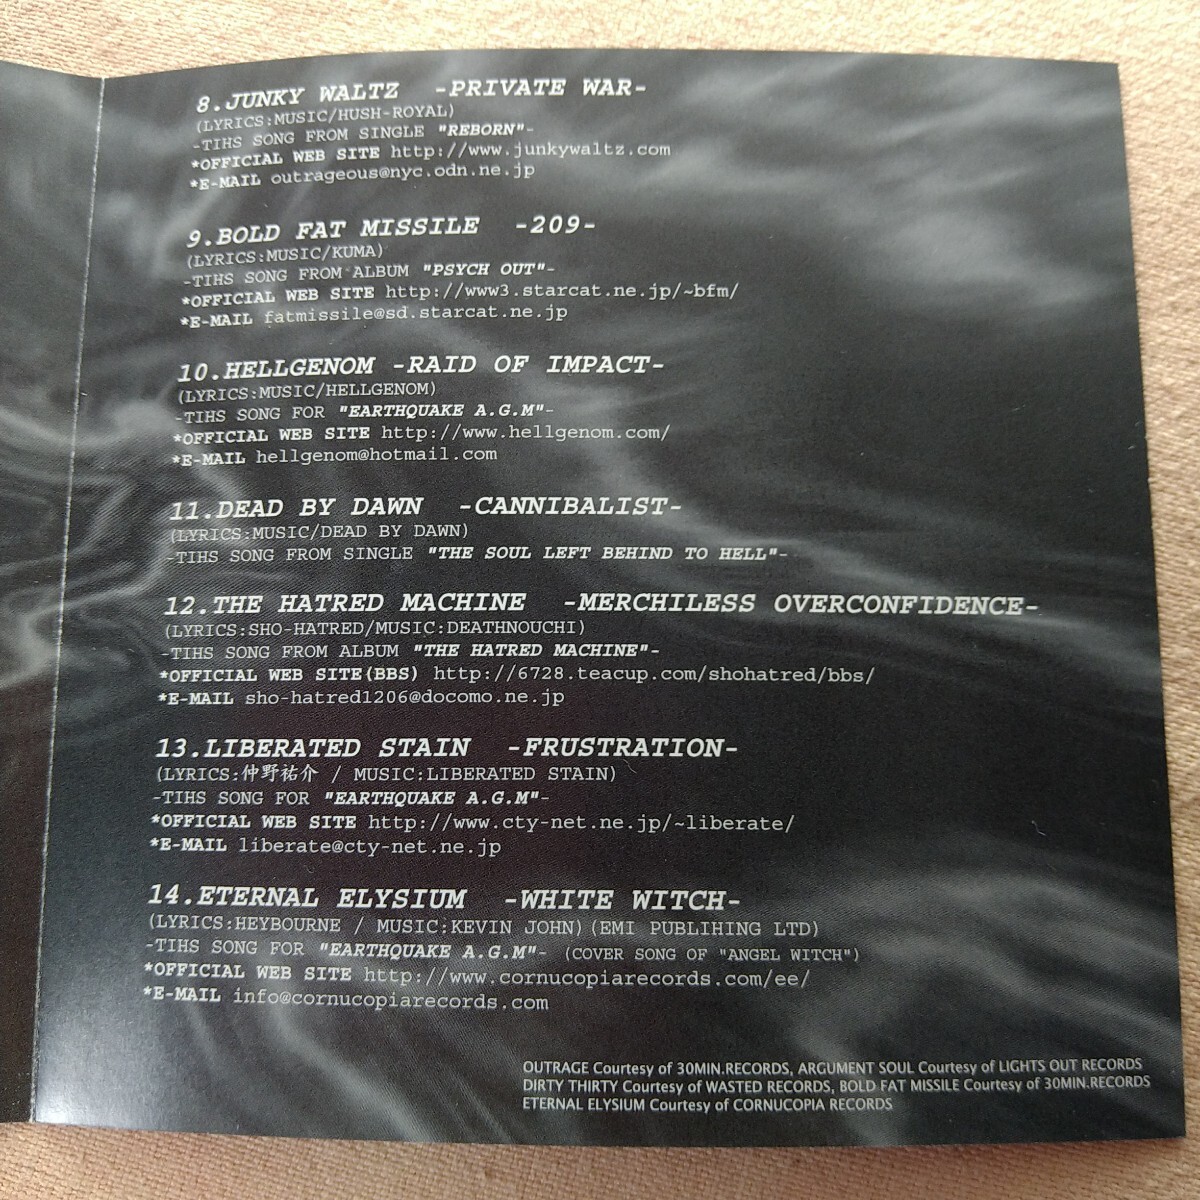 8.JUNKY WALTZ -PRIVATE WAR-
(LYRICS:MUSIC/HUSH-ROYAL)
-TIHS SONG FROM SINGLE "REBORN"-
*OFFICIAL WEB SITE http://www.junkywaltz.com
*E-MAIL outrageous@nyc.odn.ne.jp
9.BOLD FAT MISSILE -209-
(LYRICS:MUSIC/KUMA)
-TIHS SONG FROM ALBUM "PSYCH OUT"-
*OFFICIAL WEB SITE http://www3.starcat.ne.jp/~bfm/
*E-MAIL fatmissile@sd.starcat.ne.jp
10.HELLGENOM -RAID OF IMPACT-
(LYRICS:MUSIC/HELLGENOM)
-TIHS SONG FOR "EARTHQUAKE A.G.M"-
*OFFICIAL WEB SITE http://www.hellgenom.com/
*E-MAIL hellgenom@hotmail.com
11.DEAD BY DAWN -CANNIBALIST-
(LYRICS:MUSIC/DEAD BY DAWN)
-TIHS SONG FROM SINGLE "THE SOUL LEFT BEHIND TO HELL"-
12.THE HATRED MACHINE -MERCHILESS OVERCONFIDENCE-
(LYRICS:SHO-HATRED/MUSIC:DEATHNOUCHI)
-TIHS SONG FROM ALBUM "THE HATRED MACHINE"-
*OFFICIAL WEB SITE(BBS) http://6728.teacup.com/shohatred/bbs/
*E-MAIL sho-hatred1206@docomo.ne.jp
13.LIBERATED STAIN -FRUSTRATION-
(LYRICS:仲野祐介 / MUSIC:LIBERATED STAIN)
-TIHS SONG FOR "EARTHQUAKE A.G.M"-
*OFFICIAL WEB SITE http://www.cty-net.ne.jp/~liberate/
*E-MAIL liberate@cty-net.ne.jp
14.ETERNAL ELYSIUM -WHITE WITCH-
(LYRICS:HEYBOURNE / MUSIC:KEVIN JOHN)(EMI PUBLIHING LTD)
-TIHS SONG FOR "EARTHQUAKE A.G.M"- (COVER SONG OF "ANGEL WITCH")
*OFFICIAL WEB SITE http://www.cornucopiarecords.com/ee/
*E-MAIL info@cornucopiarecords.com
OUTRAGE Courtesy of 30MIN.RECORDS, ARGUMENT SOUL Courtesy of LIGHTS OUT RECORDS
DIRTY THIRTY Courtesy of WASTED RECORDS, BOLD FAT MISSILE Courtesy of 30MIN.RECORDS
ETERNAL ELYSIUM Courtesy of CORNUCOPIA RECORDS